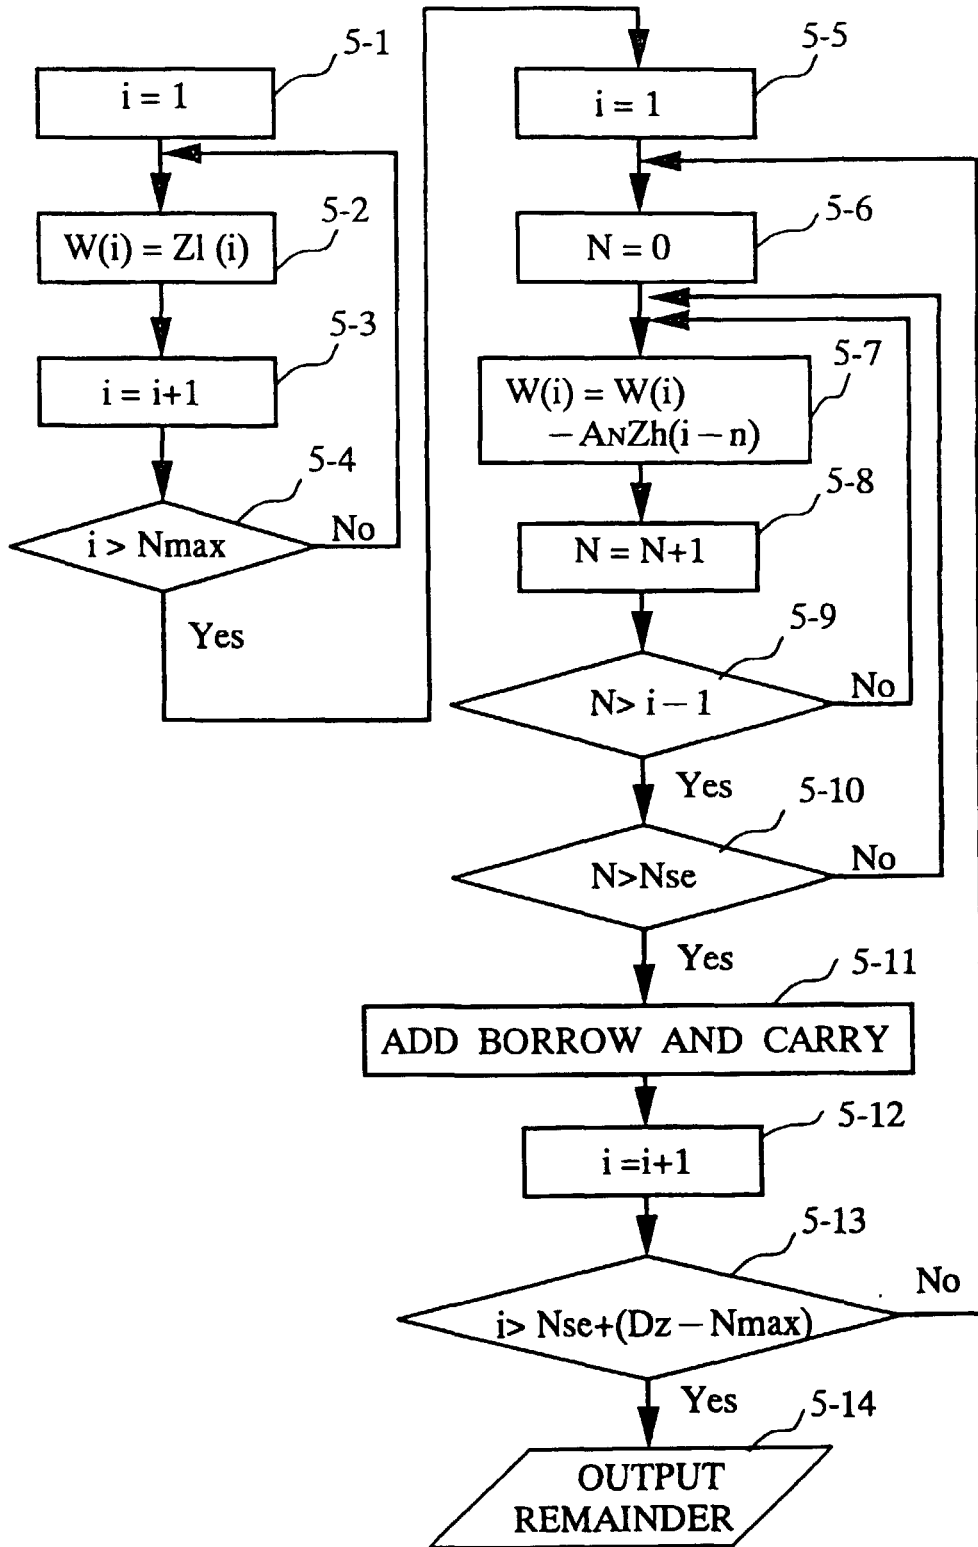 5-1
i = 1
5-2
W(i) = Zl (i)
5-3
i = i+1
5-4
i > Nmax
No
Yes
5-5
i = 1
5-6
N = 0
5-7
W(i) = W(i)
− ANZh(i − n)
5-8
N = N+1
5-9
N> i − 1
No
Yes
5-10
N>Nse
No
Yes
5-11
ADD BORROW AND CARRY
5-12
i =i+1
5-13
i> Nse+(Dz − Nmax)
No
Yes
5-14
OUTPUT
REMAINDER